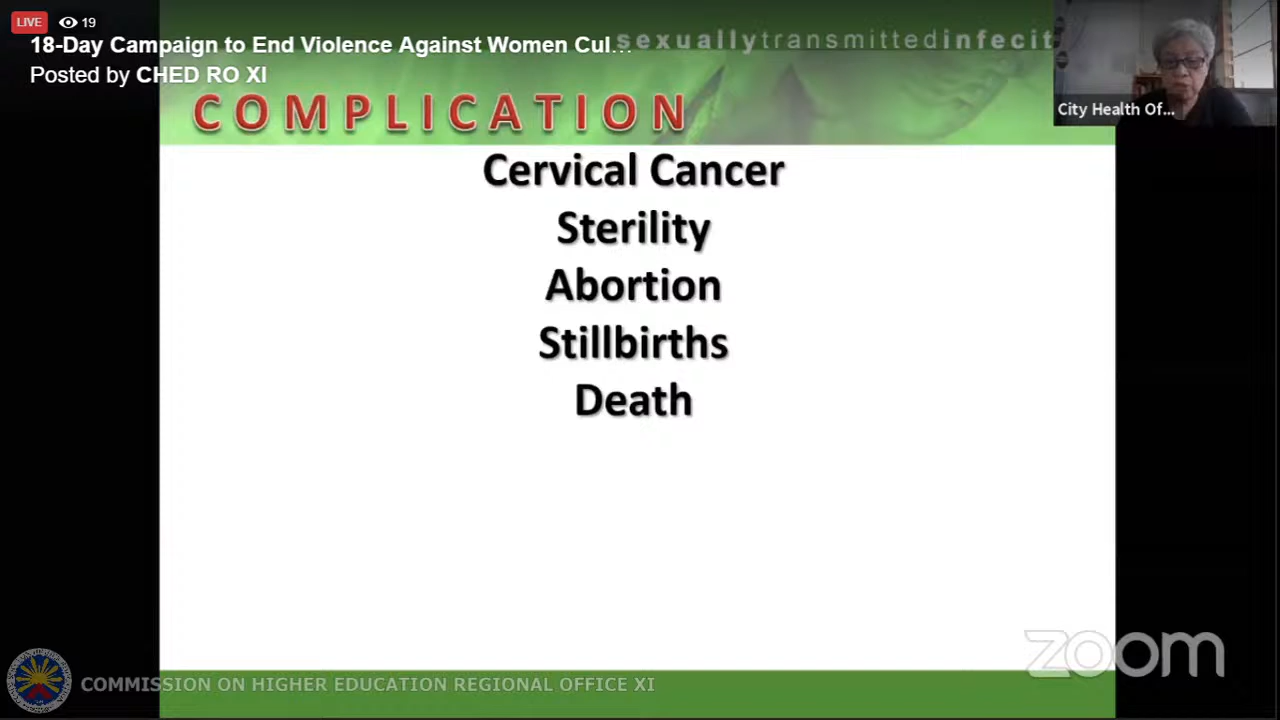 LIVE 19
18-Day Campaign to End Violence Against Women Cul...
Posted by CHED RO XI
sexuallytransmittedinfecit
COMPLICATION
City Health Of...
Cervical Cancer
Sterility
Abortion
Stillbirths
Death
zoom
COMMISSION ON HIGHER EDUCATION REGIONAL OFFICE XI